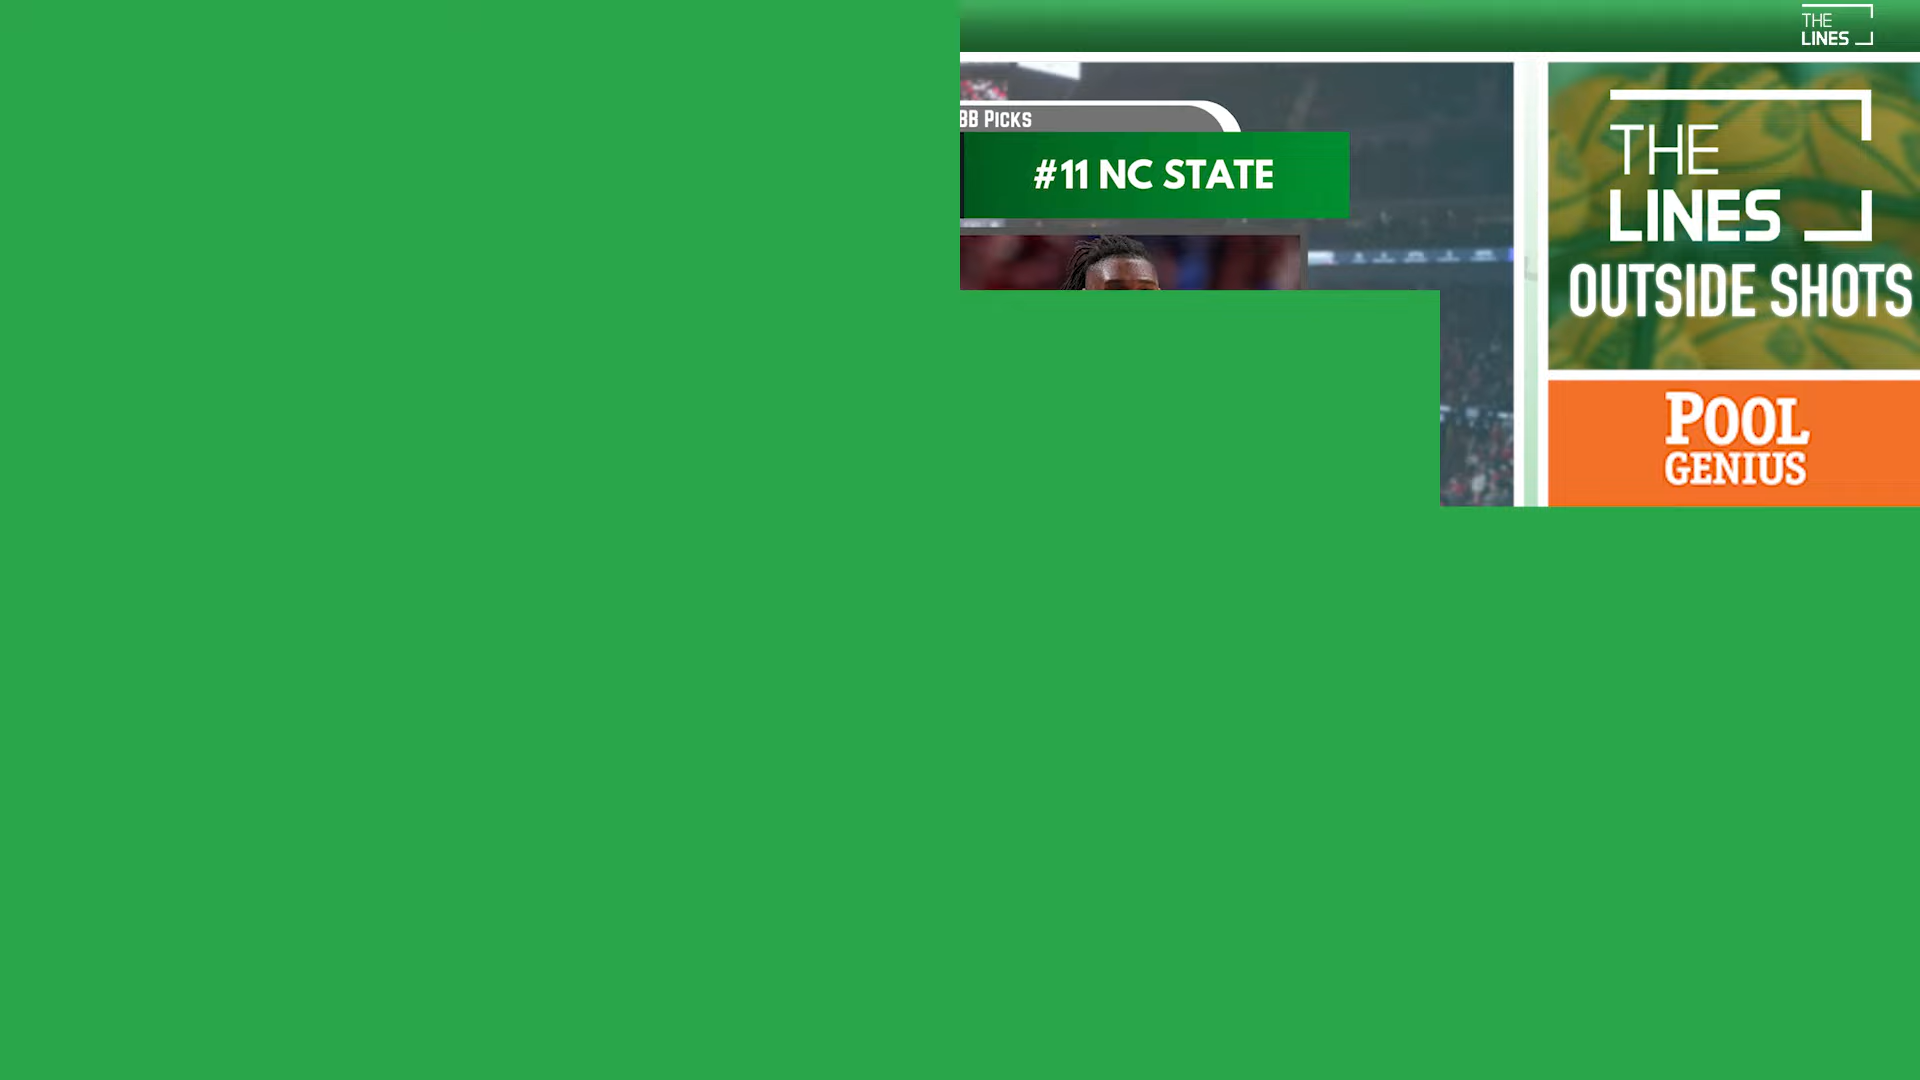 THE
LINES
BB PICKS
#11 NC STATE
THE
LINES
OUTSIDE SHOTS
POOL
GENIUS